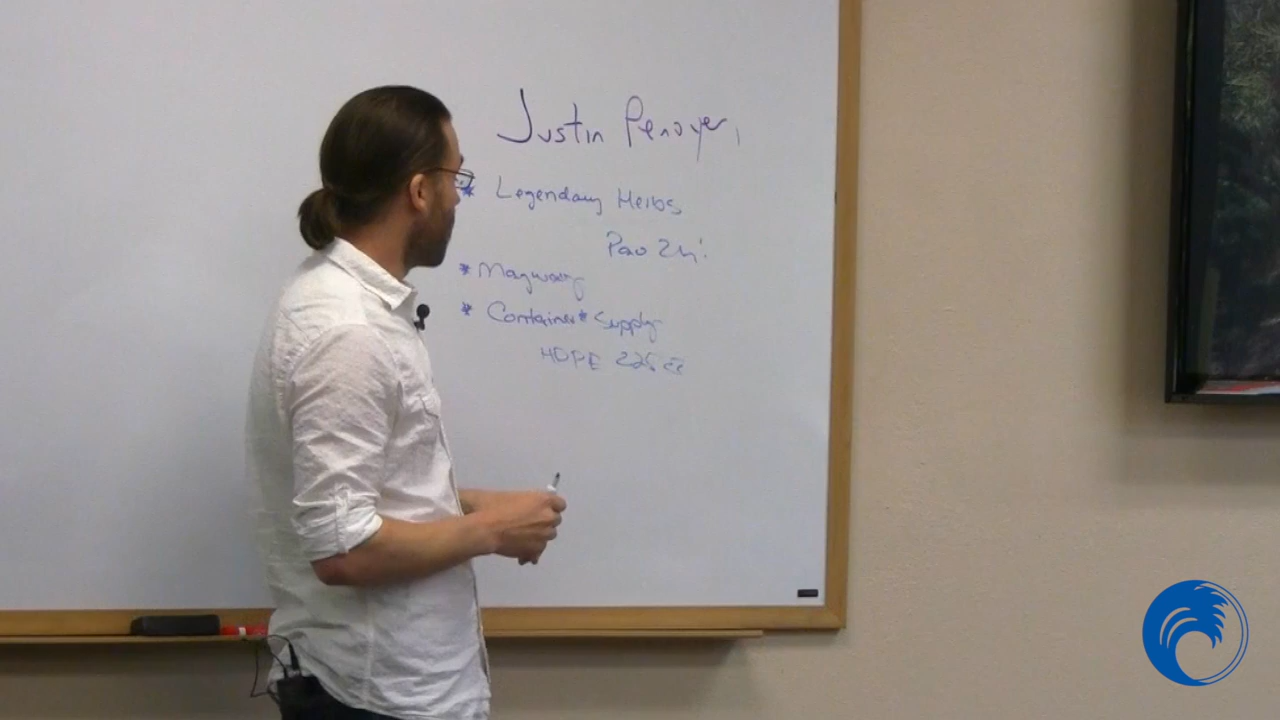 Justin Penoyer
* Legendary Herbs
Pao Zhi
* Mayway
* Container * Supply
HDPE 225 cc